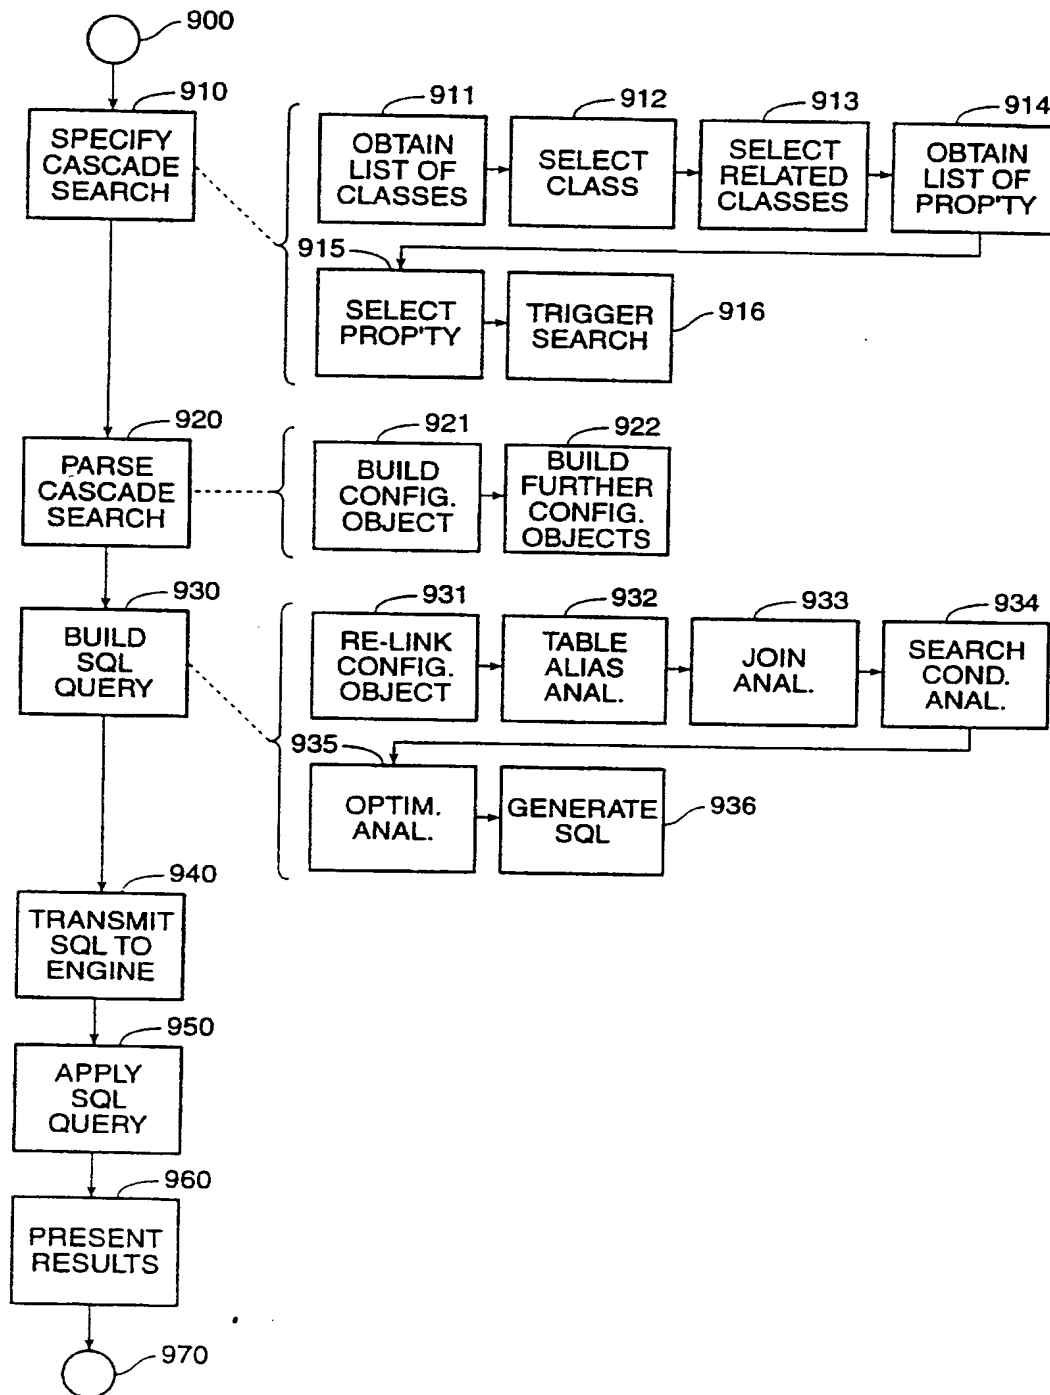 900
910
SPECIFY
CASCADE
SEARCH
911
OBTAIN
LIST OF
CLASSES
912
SELECT
CLASS
913
SELECT
RELATED
CLASSES
914
OBTAIN
LIST OF
PROP'TY
915
SELECT
PROP'TY
TRIGGER
SEARCH
916
920
PARSE
CASCADE
SEARCH
921
BUILD
CONFIG.
OBJECT
922
BUILD
FURTHER
CONFIG.
OBJECTS
930
BUILD
SQL
QUERY
931
RE-LINK
CONFIG.
OBJECT
932
TABLE
ALIAS
ANAL.
933
JOIN
ANAL.
934
SEARCH
COND.
ANAL.
935
OPTIM.
ANAL.
GENERATE
SQL
936
940
TRANSMIT
SQL TO
ENGINE
950
APPLY
SQL
QUERY
960
PRESENT
RESULTS
970